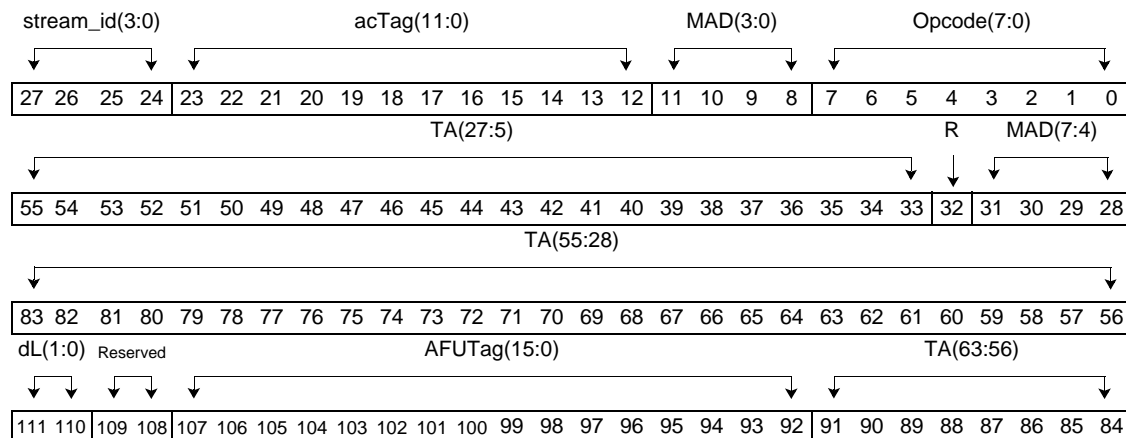 stream_id(3:0) acTag(11:0) MAD(3:0) Opcode(7:0)
27 26 25 24 23 22 21 20 19 18 17 16 15 14 13 12 11 10 9 8 7 6 5 4 3 2 1 0
TA(27:5) R MAD(7:4)
55 54 53 52 51 50 49 48 47 46 45 44 43 42 41 40 39 38 37 36 35 34 33 32 31 30 29 28
TA(55:28)
83 82 81 80 79 78 77 76 75 74 73 72 71 70 69 68 67 66 65 64 63 62 61 60 59 58 57 56
dL(1:0) Reserved AFUTag(15:0) TA(63:56)
111 110 109 108 107 106 105 104 103 102 101 100 99 98 97 96 95 94 93 92 91 90 89 88 87 86 85 84